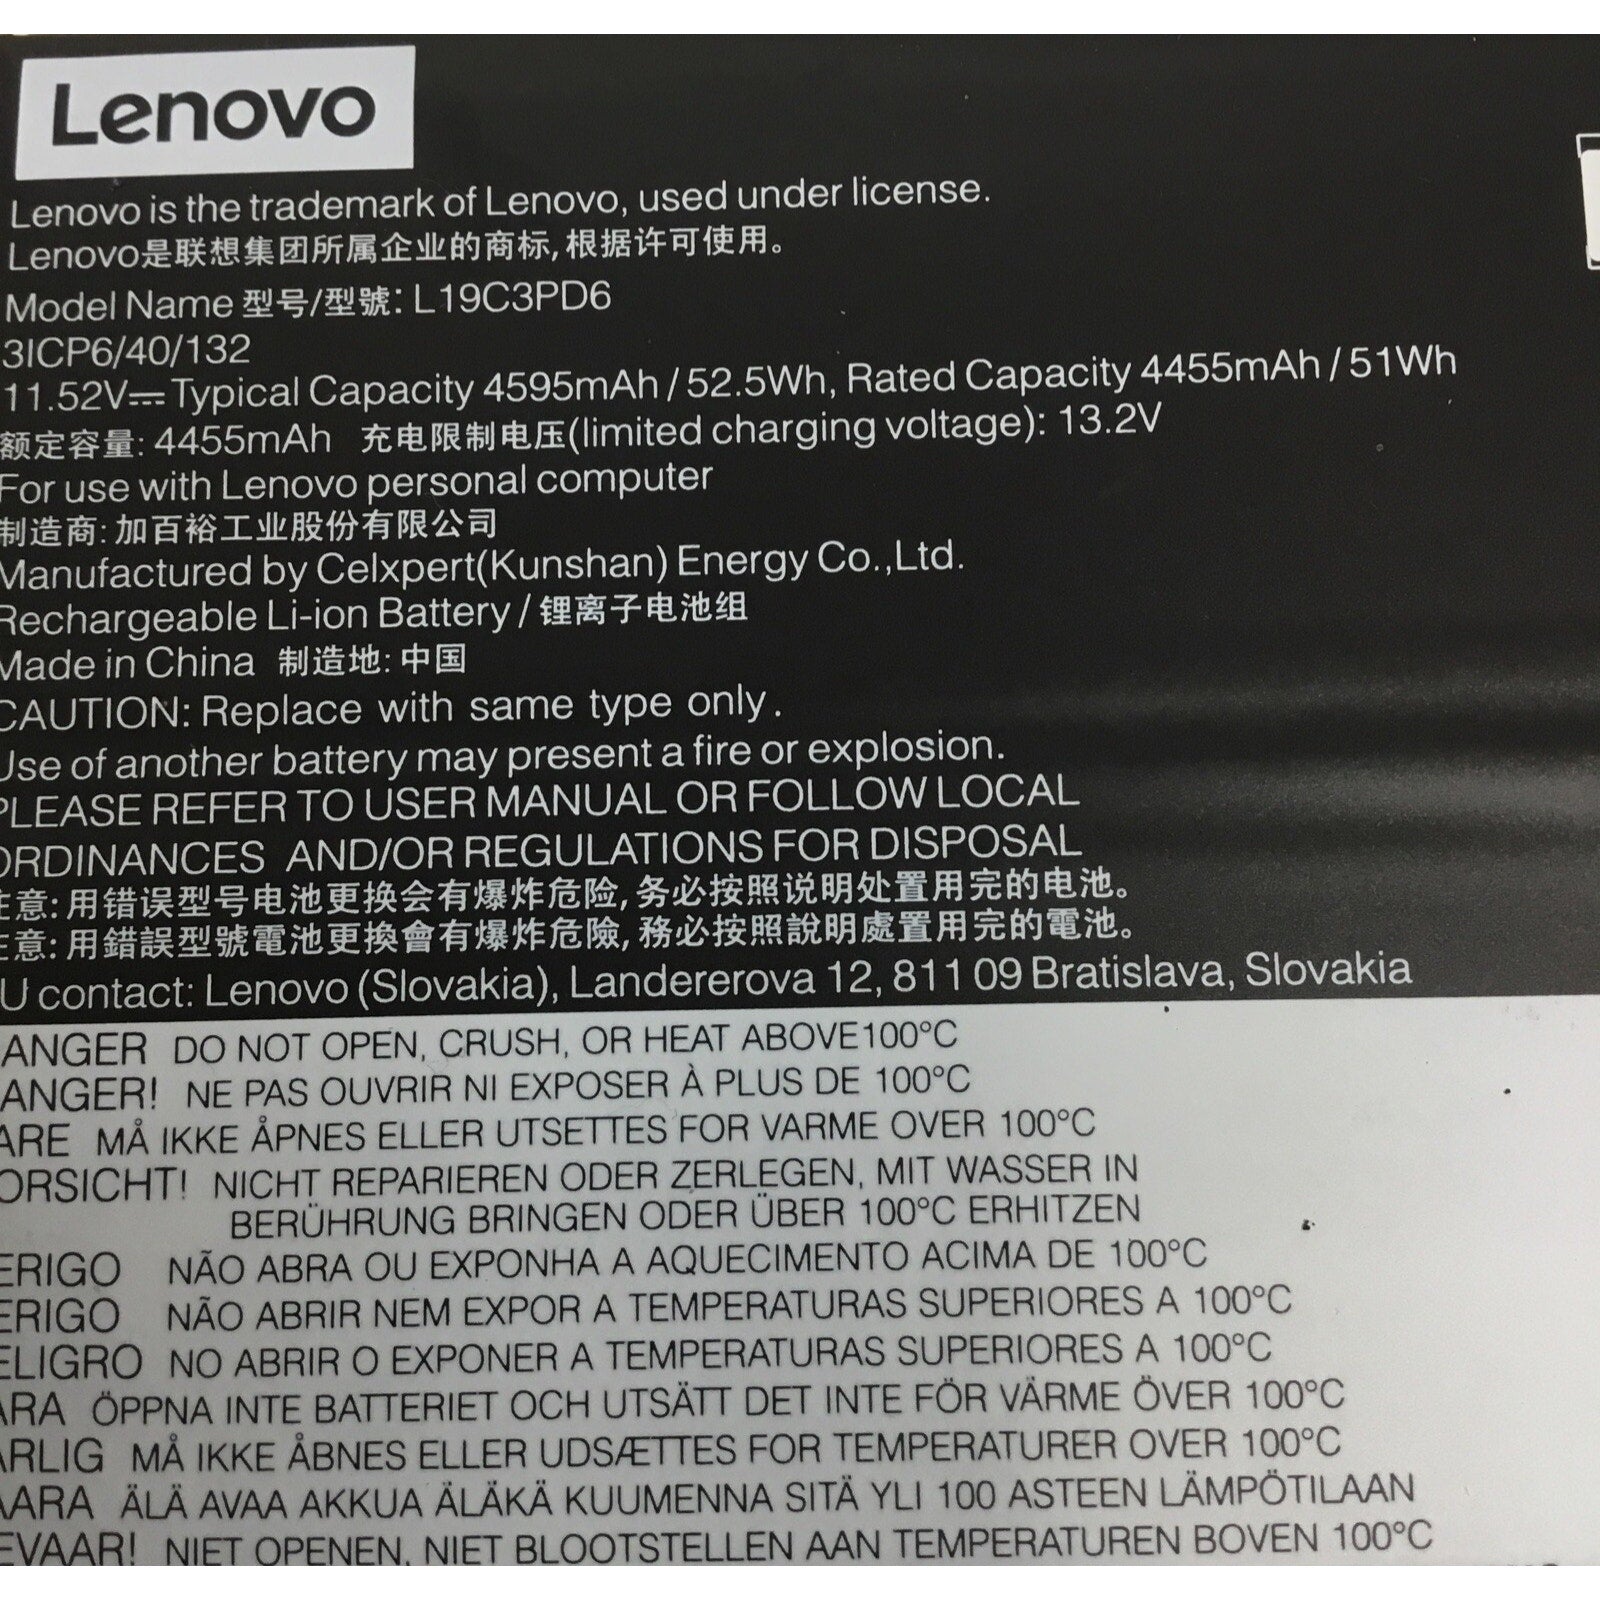 Lenovo
Lenovo is the trademark of Lenovo, used under license.
Lenovo是联想集团所属企业的商标,根据许可使用。
Model Name 型号/型號: L19C3PD6
3ICP6/40/132
11.52V⎓Typical Capacity 4595mAh/52.5Wh, Rated Capacity 4455mAh/51Wh
额定容量: 4455mAh 充电限制电压(limited charging voltage): 13.2V
For use with Lenovo personal computer
制造商: 加百裕工业股份有限公司
Manufactured by Celxpert(Kunshan) Energy Co.,Ltd.
Rechargeable Li-ion Battery / 锂离子电池组
Made in China 制造地: 中国
CAUTION: Replace with same type only.
Use of another battery may present a fire or explosion.
PLEASE REFER TO USER MANUAL OR FOLLOW LOCAL
ORDINANCES AND/OR REGULATIONS FOR DISPOSAL
注意: 用错误型号电池更换会有爆炸危险, 务必按照说明处置用完的电池。
注意: 用錯誤型號電池更換會有爆炸危險, 務必按照說明處置用完的電池。
U contact: Lenovo (Slovakia), Landererova 12, 811 09 Bratislava, Slovakia
ANGER DO NOT OPEN, CRUSH, OR HEAT ABOVE100°C
ANGER! NE PAS OUVRIR NI EXPOSER À PLUS DE 100°C
ARE MÅ IKKE ÅPNES ELLER UTSETTES FOR VARME OVER 100°C
ORSICHT! NICHT REPARIEREN ODER ZERLEGEN, MIT WASSER IN
BERÜHRUNG BRINGEN ODER ÜBER 100°C ERHITZEN
ERIGO NÃO ABRA OU EXPONHA A AQUECIMENTO ACIMA DE 100°C
ERIGO NÃO ABRIR NEM EXPOR A TEMPERATURAS SUPERIORES A 100°C
ELIGRO NO ABRIR O EXPONER A TEMPERATURAS SUPERIORES A 100°C
ARA ÖPPNA INTE BATTERIET OCH UTSÄTT DET INTE FÖR VÄRME ÖVER 100°C
ARLIG MÅ IKKE ÅBNES ELLER UDSÆTTES FOR TEMPERATURER OVER 100°C
AARA ÄLÄ AVAA AKKUA ÄLÄKÄ KUUMENNA SITÄ YLI 100 ASTEEN LÄMPÖTILAAN
EVAAR! NIET OPENEN, NIET BLOOTSTELLEN AAN TEMPERATUREN BOVEN 100°C